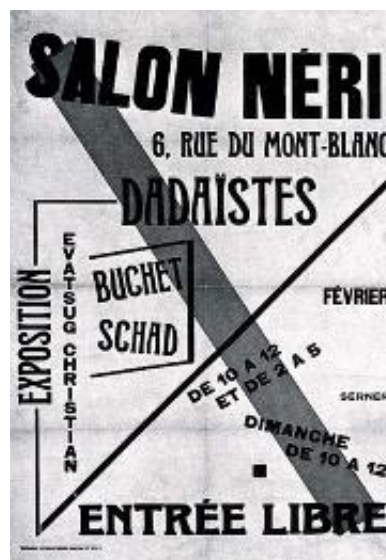 SALON NÉRI
6, RUE DU MONT-BLANC
DADAÏSTES
EXPOSITION
EVATSUG CHRISTIAN
BUCHET
SCHAD
FÉVRIER
DE 10 A 12
ET DE 2 A 5
SERNER
DIMANCHE
DE 10 A 12
ENTRÉE LIBRE